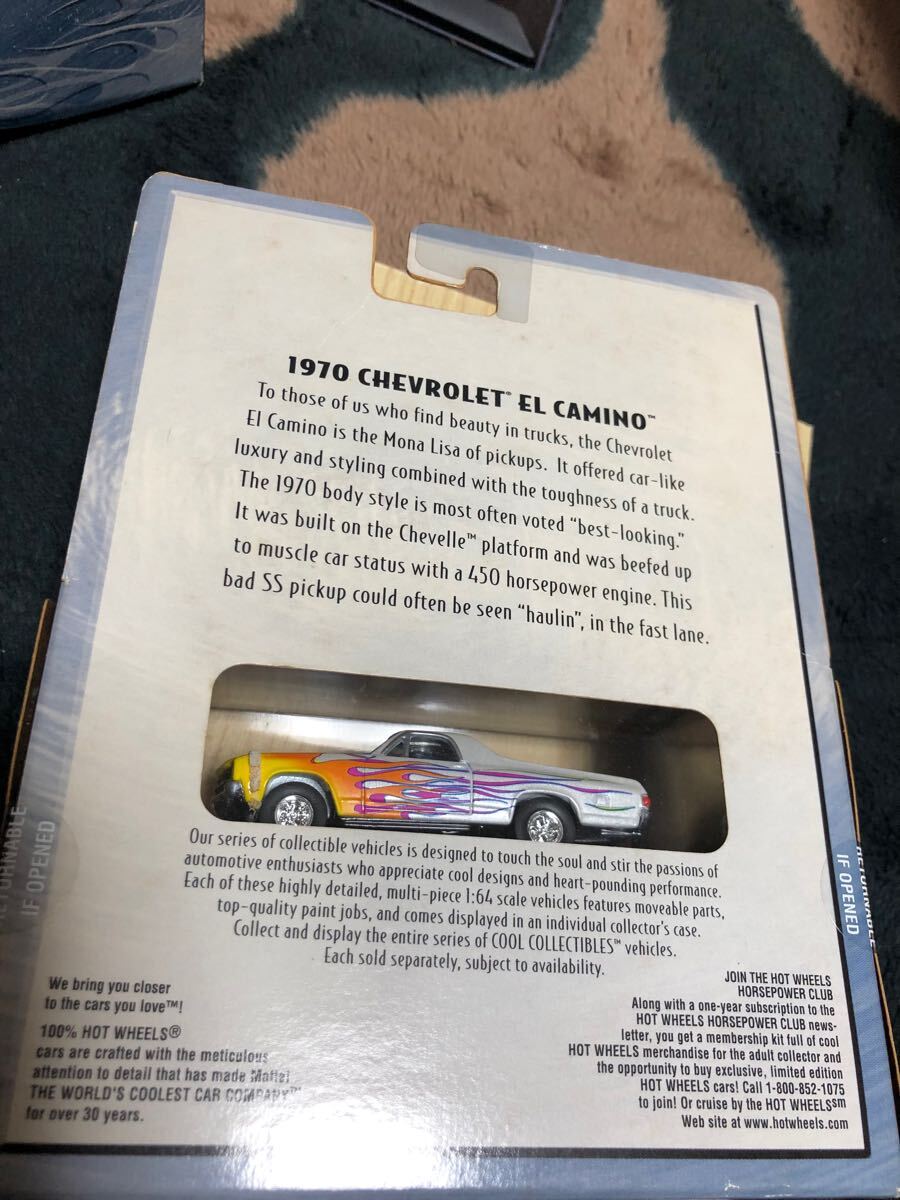 1970 CHEVROLET® EL CAMINO™
To those of us who find beauty in trucks, the Chevrolet
El Camino is the Mona Lisa of pickups. It offered car-like
luxury and styling combined with the toughness of a truck.
The 1970 body style is most often voted "best-looking."
It was built on the Chevelle™ platform and was beefed up
to muscle car status with a 450 horsepower engine. This
bad SS pickup could often be seen "haulin", in the fast lane.
Our series of collectible vehicles is designed to touch the soul and stir the passions of
automotive enthusiasts who appreciate cool designs and heart-pounding performance.
Each of these highly detailed, multi-piece 1:64 scale vehicles features moveable parts,
top-quality paint jobs, and comes displayed in an individual collector's case.
Collect and display the entire series of COOL COLLECTIBLES™ vehicles.
Each sold separately, subject to availability.
We bring you closer
to the cars you love™!
100% HOT WHEELS®
cars are crafted with the meticulous
attention to detail that has made Mattel
THE WORLD'S COOLEST CAR COMPANY™
for over 30 years.
JOIN THE HOT WHEELS
HORSEPOWER CLUB
Along with a one-year subscription to the
HOT WHEELS HORSEPOWER CLUB news-
letter, you get a membership kit full of cool
HOT WHEELS merchandise for the adult collector and
the opportunity to buy exclusive, limited edition
HOT WHEELS cars! Call 1-800-852-1075
to join! Or cruise by the HOT WHEELS℠
Web site at www.hotwheels.com
IF OPENED
RETURNABLE
IF OPENED